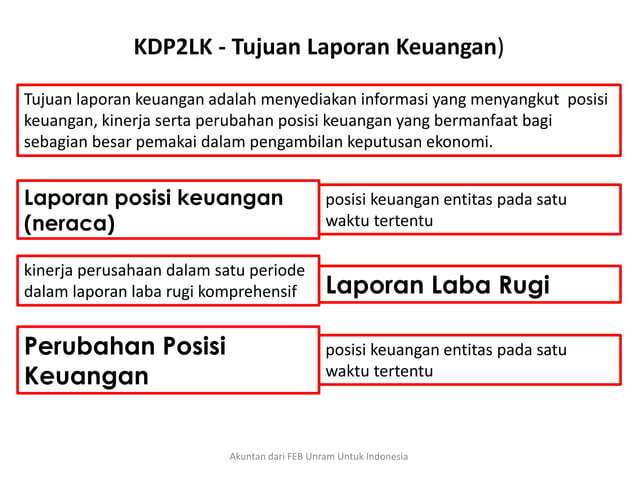 KDP2LK - Tujuan Laporan Keuangan)
Tujuan laporan keuangan adalah menyediakan informasi yang menyangkut posisi
keuangan, kinerja serta perubahan posisi keuangan yang bermanfaat bagi
sebagian besar pemakai dalam pengambilan keputusan ekonomi.
Laporan posisi keuangan
(neraca)
posisi keuangan entitas pada satu
waktu tertentu
kinerja perusahaan dalam satu periode
dalam laporan laba rugi komprehensif
Laporan Laba Rugi
Perubahan Posisi
Keuangan
posisi keuangan entitas pada satu
waktu tertentu
Akuntan dari FEB Unram Untuk Indonesia